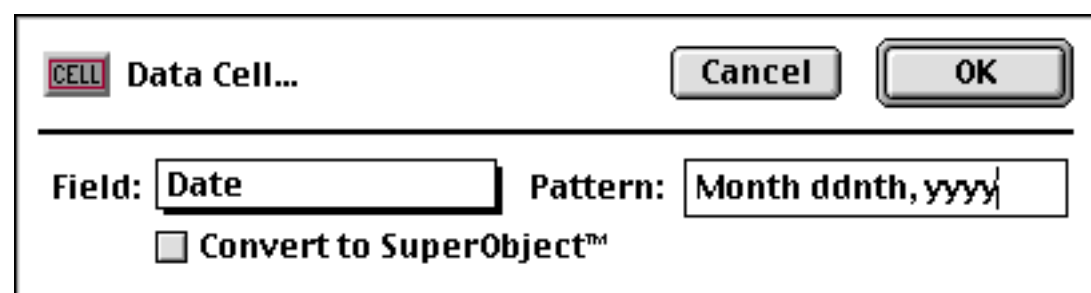 CELL Data Cell... Cancel OK
Field: Date Pattern: Month ddnth, yyyy
Convert to SuperObject™